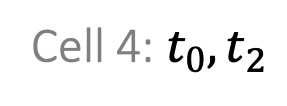 Cell 4: t₀, t₂